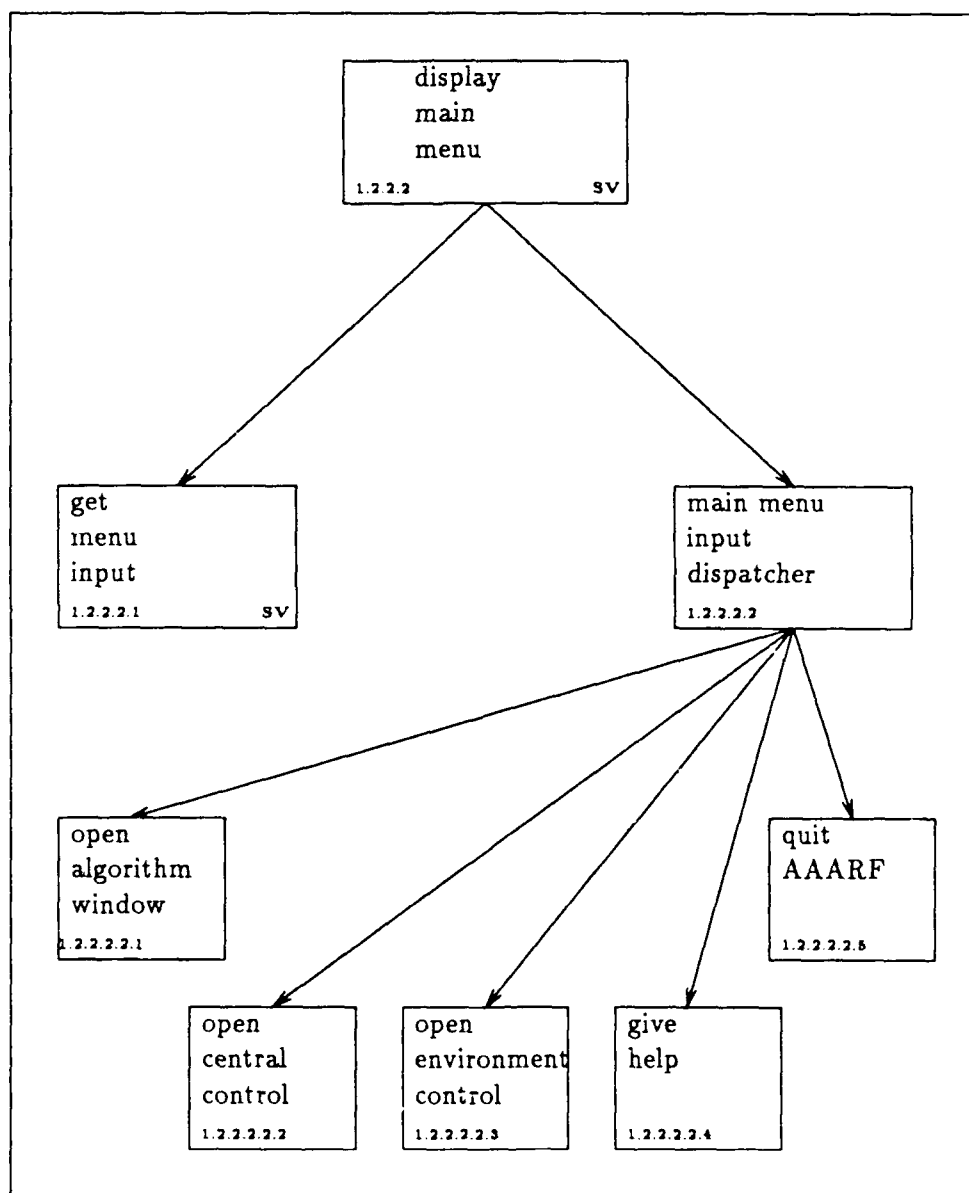 display
main
menu
1.2.2.2 SV
get
menu
input
1.2.2.2.1 SV
main menu
input
dispatcher
1.2.2.2.2
open
algorithm
window
1.2.2.2.2.1
quit
AAARF
1.2.2.2.2.5
open
central
control
1.2.2.2.2.2
open
environment
control
1.2.2.2.2.3
give
help
1.2.2.2.2.4